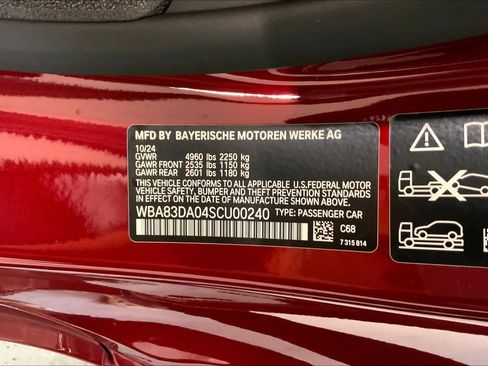 MFD BY BAYERISCHE MOTOREN WERKE AG
10/24
GVWR 4960 lbs 2250 kg
GAWR FRONT 2535 lbs 1150 kg
GAWR REAR 2601 lbs 1180 kg
THIS VEHICLE CONFORMS TO ALL APPLICABLE U.S. FEDERAL MOTOR
VEHICLE SAFETY, BUMPER, AND THEFT PREVENTION STANDARDS
IN EFFECT ON THE DATE OF MANUFACTURE SHOWN ABOVE.
WBA83DA04SCU00240 TYPE: PASSENGER CAR
C68
7 315 814